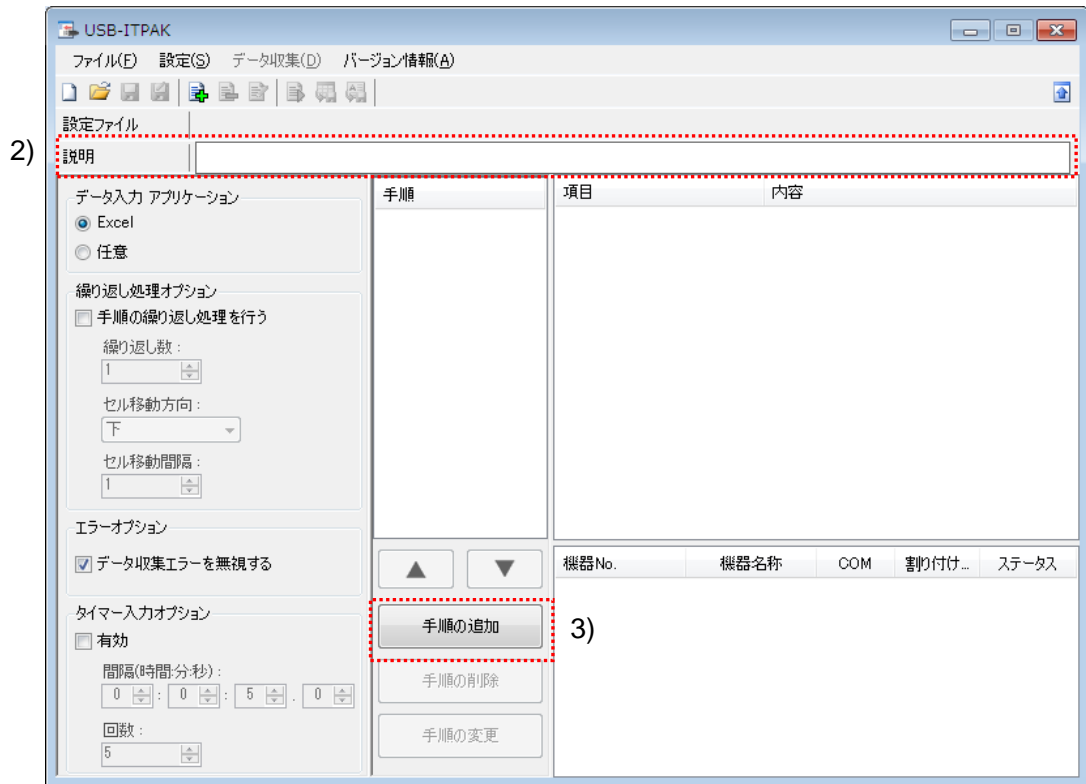 USB-ITPAK
ファイル(F) 設定(S) データ収集(D) バージョン情報(A)
設定ファイル
2)
説明
データ入力 アプリケーション
Excel
任意
繰り返し処理オプション
手順の繰り返し処理を行う
繰り返し数 :
1
セル移動方向 :
下
セル移動間隔 :
1
エラーオプション
データ収集エラーを無視する
タイマー入力オプション
有効
間隔(時間:分:秒) :
0 : 0 : 5 . 0
回数 :
5
手順
▲ ▼
手順の追加
3)
手順の削除
手順の変更
項目 内容
機器No. 機器名称 COM 割り付け... ステータス